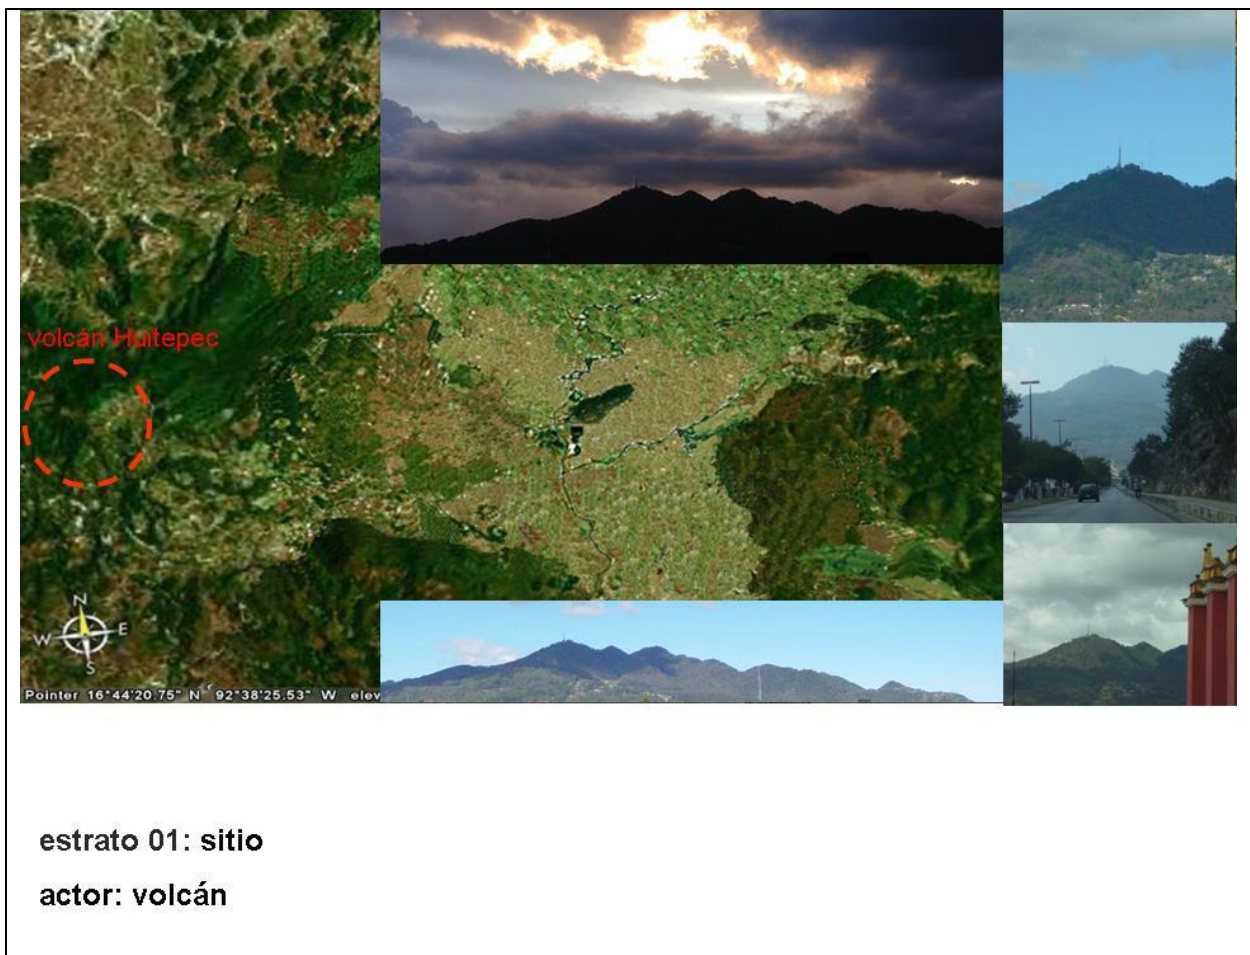 volcán Huitepec
N
W E
S
Pointer 16°44'20.75" N 92°38'25.53" W elev
estrato 01: sitio
actor: volcán